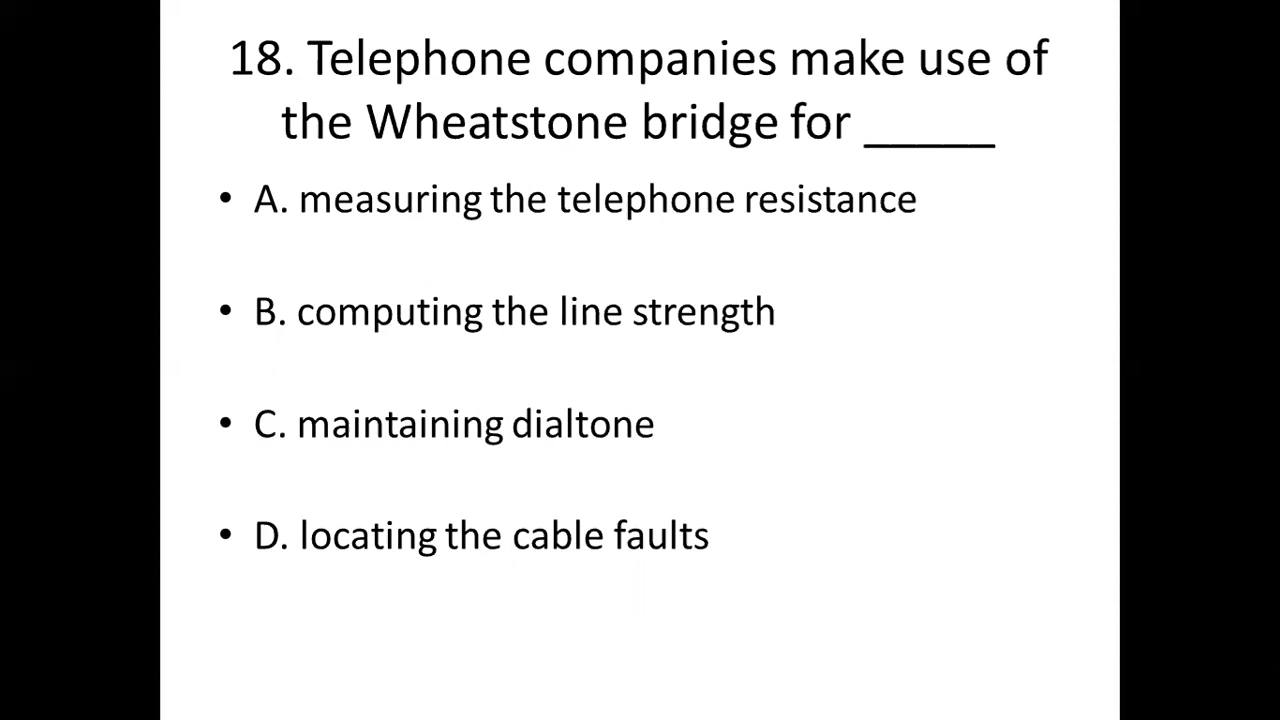 18. Telephone companies make use of
the Wheatstone bridge for _____
• A. measuring the telephone resistance
• B. computing the line strength
• C. maintaining dialtone
• D. locating the cable faults